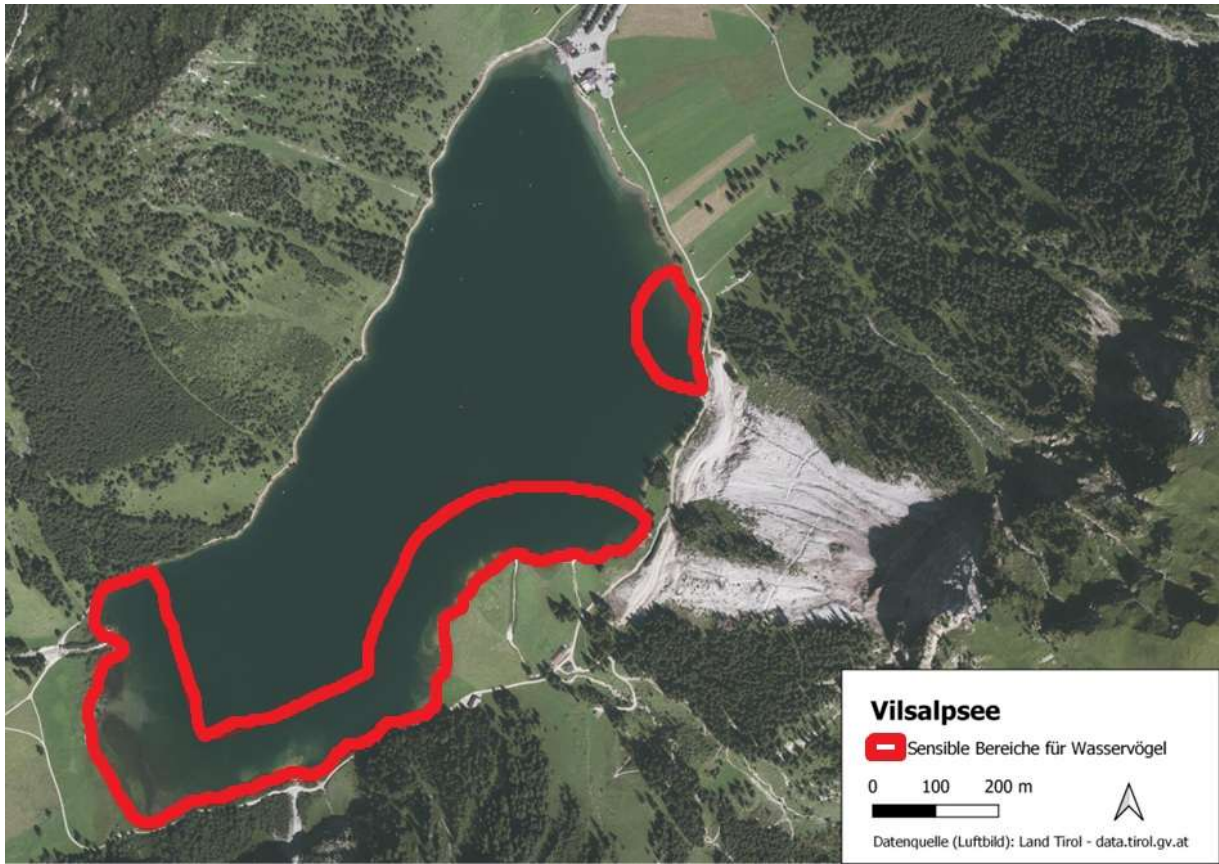 Vilsalpsee
Sensible Bereiche für Wasservögel
0 100 200 m
Datenquelle (Luftbild): Land Tirol - data.tirol.gv.at